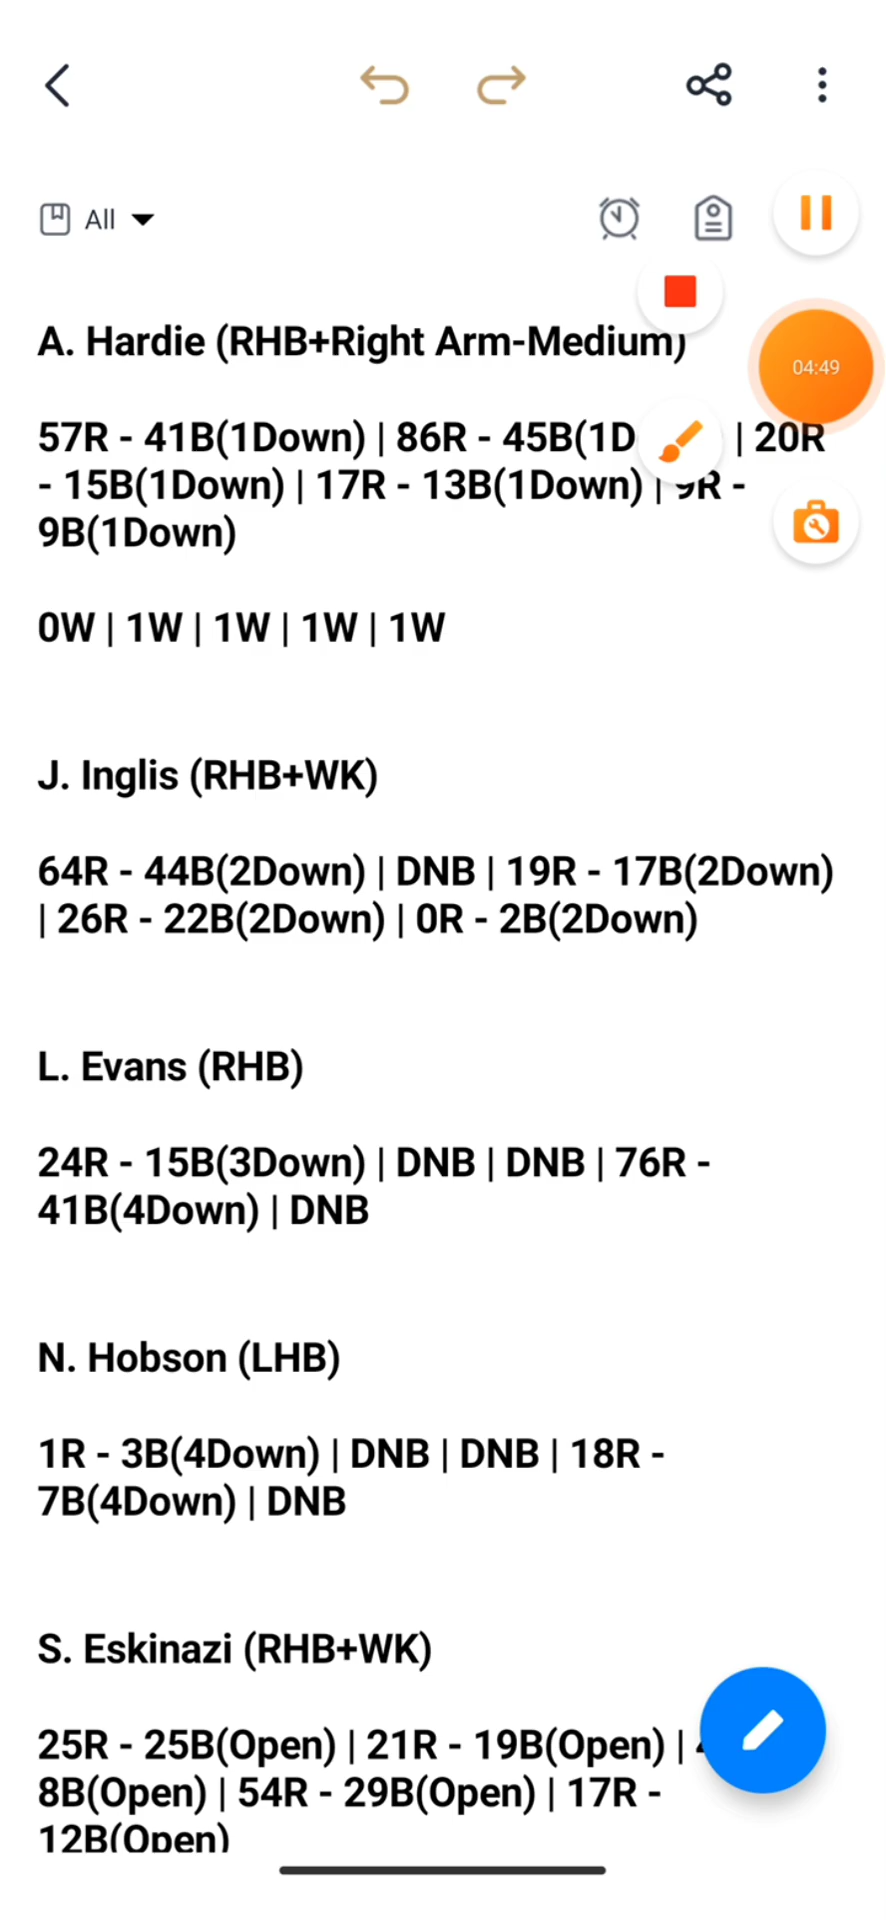 All
04:49
A. Hardie (RHB+Right Arm-Medium)
57R - 41B(1Down) | 86R - 45B(1D | 20R
- 15B(1Down) | 17R - 13B(1Down) | 9R -
9B(1Down)
0W | 1W | 1W | 1W | 1W
J. Inglis (RHB+WK)
64R - 44B(2Down) | DNB | 19R - 17B(2Down)
| 26R - 22B(2Down) | 0R - 2B(2Down)
L. Evans (RHB)
24R - 15B(3Down) | DNB | DNB | 76R -
41B(4Down) | DNB
N. Hobson (LHB)
1R - 3B(4Down) | DNB | DNB | 18R -
7B(4Down) | DNB
S. Eskinazi (RHB+WK)
25R - 25B(Open) | 21R - 19B(Open) |
8B(Open) | 54R - 29B(Open) | 17R -
12B(Open)